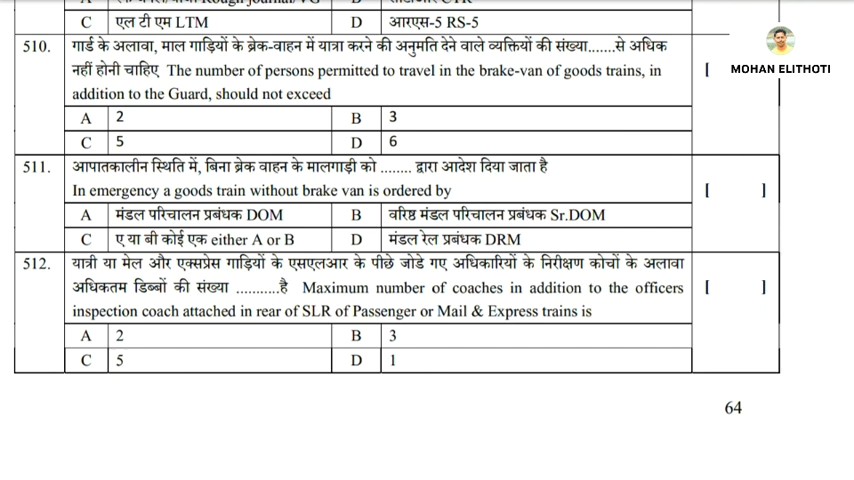 C एल टी एम LTM D आरएस-5 RS-5
510. गार्ड के अलावा, माल गाड़ियों के ब्रेक-वाहन में यात्रा करने की अनुमति देने वाले व्यक्तियों की संख्या.......से अधिक
नहीं होनी चाहिए The number of persons permitted to travel in the brake-van of goods trains, in [
addition to the Guard, should not exceed
MOHAN ELITHOTI
A 2 B 3
C 5 D 6
511. आपातकालीन स्थिति में, बिना ब्रेक वाहन के मालगाड़ी को ........ द्वारा आदेश दिया जाता है
In emergency a goods train without brake van is ordered by [ ]
A मंडल परिचालन प्रबंधक DOM B वरिष्ठ मंडल परिचालन प्रबंधक Sr.DOM
C ए या बी कोई एक either A or B D मंडल रेल प्रबंधक DRM
512. यात्री या मेल और एक्सप्रेस गाड़ियों के एसएलआर के पीछे जोडे गए अधिकारियों के निरीक्षण कोचों के अलावा
अधिकतम डिब्बों की संख्या ..........है Maximum number of coaches in addition to the officers [ ]
inspection coach attached in rear of SLR of Passenger or Mail & Express trains is
A 2 B 3
C 5 D 1
64